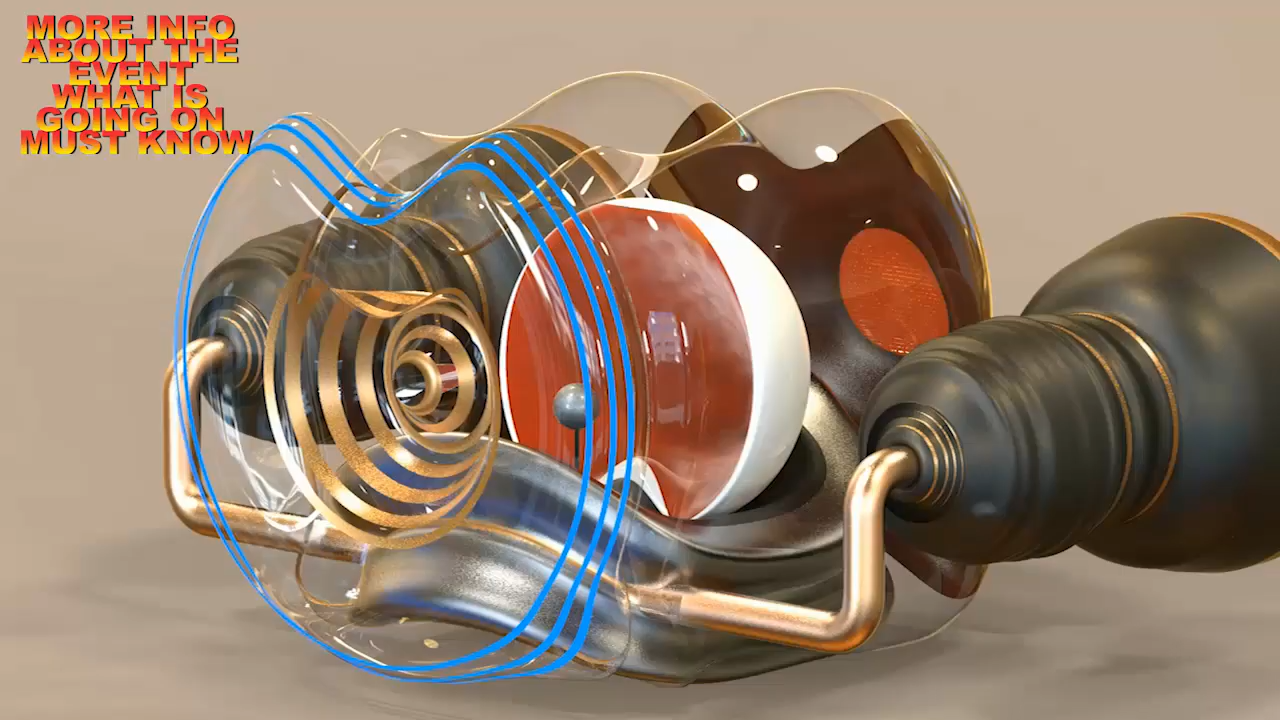 MORE INFO
ABOUT THE
EVENT
WHAT IS
GOING ON
MUST KNOW